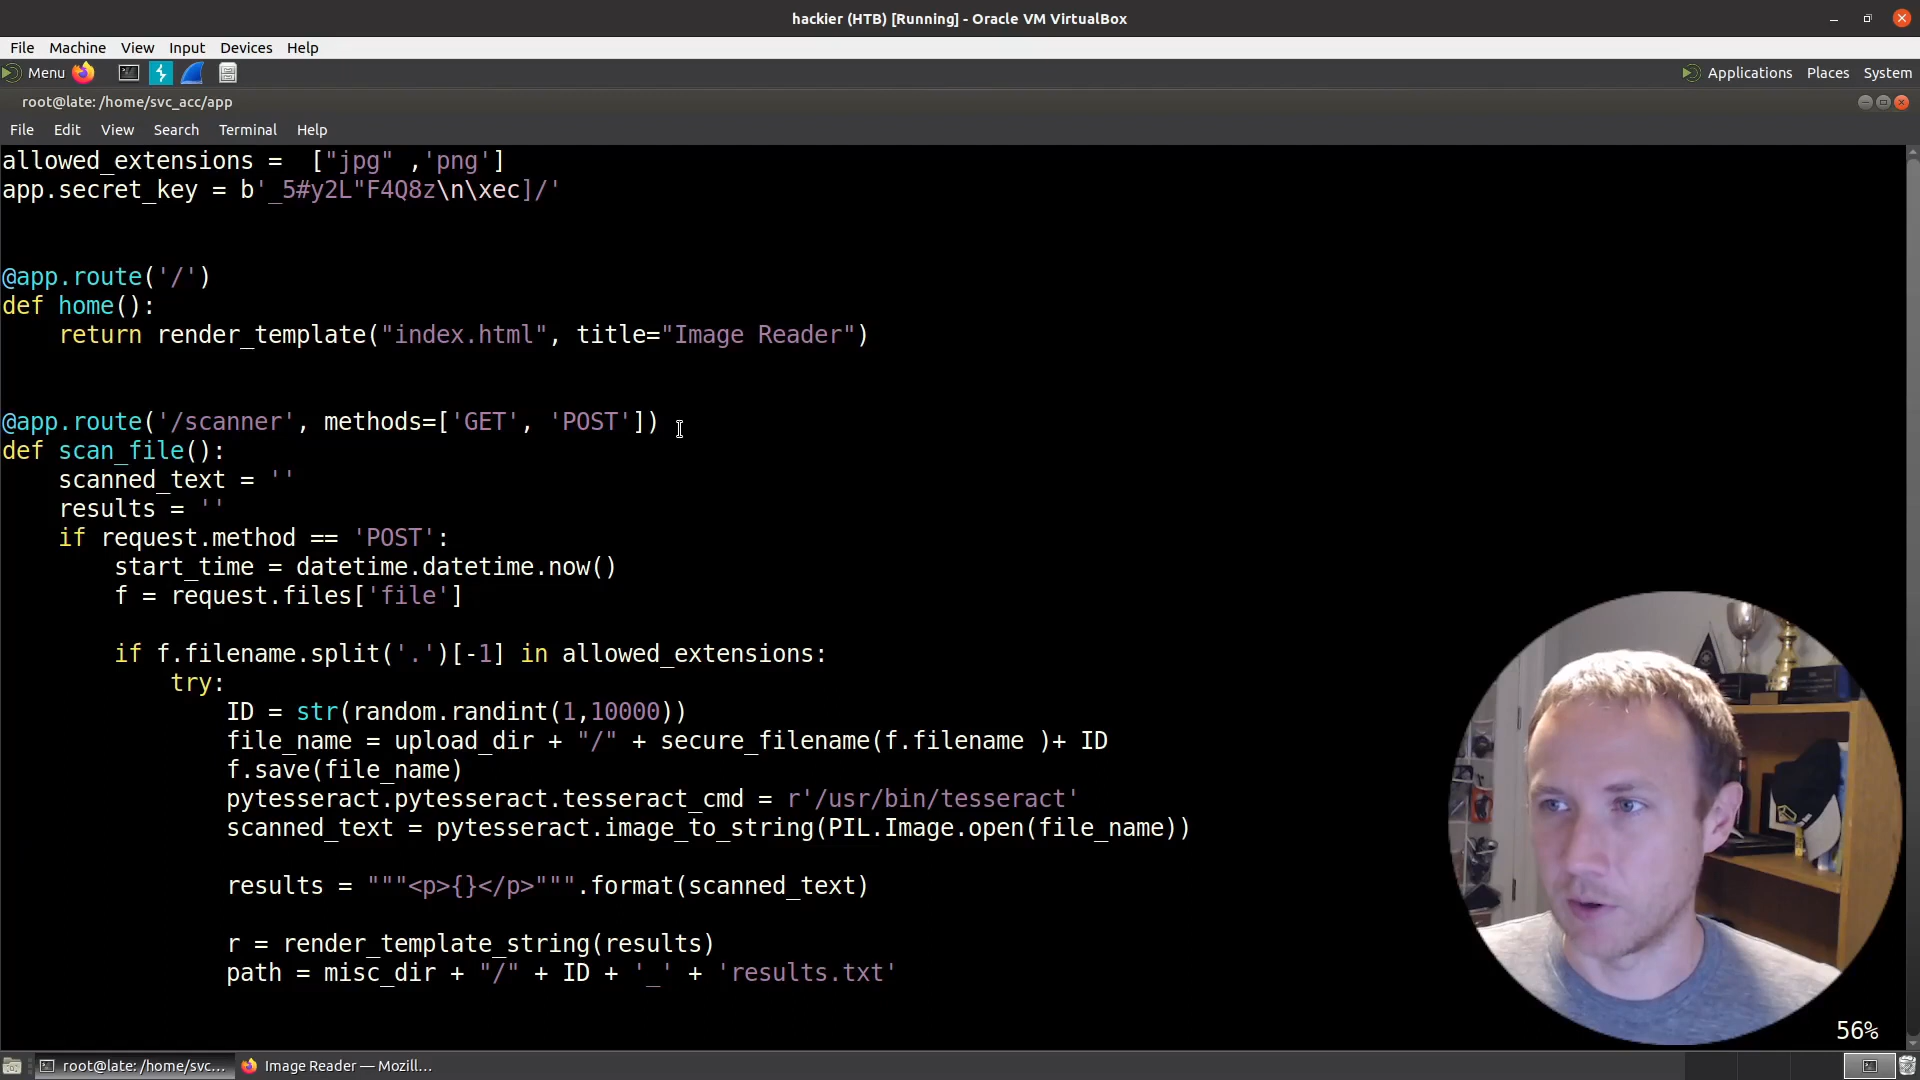 hackier (HTB) [Running] - Oracle VM VirtualBox
File Machine View Input Devices Help
Menu Applications Places System
root@late: /home/svc_acc/app
File Edit View Search Terminal Help
allowed_extensions =  ["jpg" ,'png']
app.secret_key = b'_5#y2L"F4Q8z\n\xec]/'
@app.route('/')
def home():
    return render_template("index.html", title="Image Reader")
@app.route('/scanner', methods=['GET', 'POST'])
def scan_file():
    scanned_text = ''
    results = ''
    if request.method == 'POST':
        start_time = datetime.datetime.now()
        f = request.files['file']
        if f.filename.split('.')[-1] in allowed_extensions:
            try:
                ID = str(random.randint(1,10000))
                file_name = upload_dir + "/" + secure_filename(f.filename )+ ID
                f.save(file_name)
                pytesseract.pytesseract.tesseract_cmd = r'/usr/bin/tesseract'
                scanned_text = pytesseract.image_to_string(PIL.Image.open(file_name))
                results = """<p>{}</p>""".format(scanned_text)
                r = render_template_string(results)
                path = misc_dir + "/" + ID + '_' + 'results.txt'
56%
root@late: /home/svc... Image Reader — Mozill...